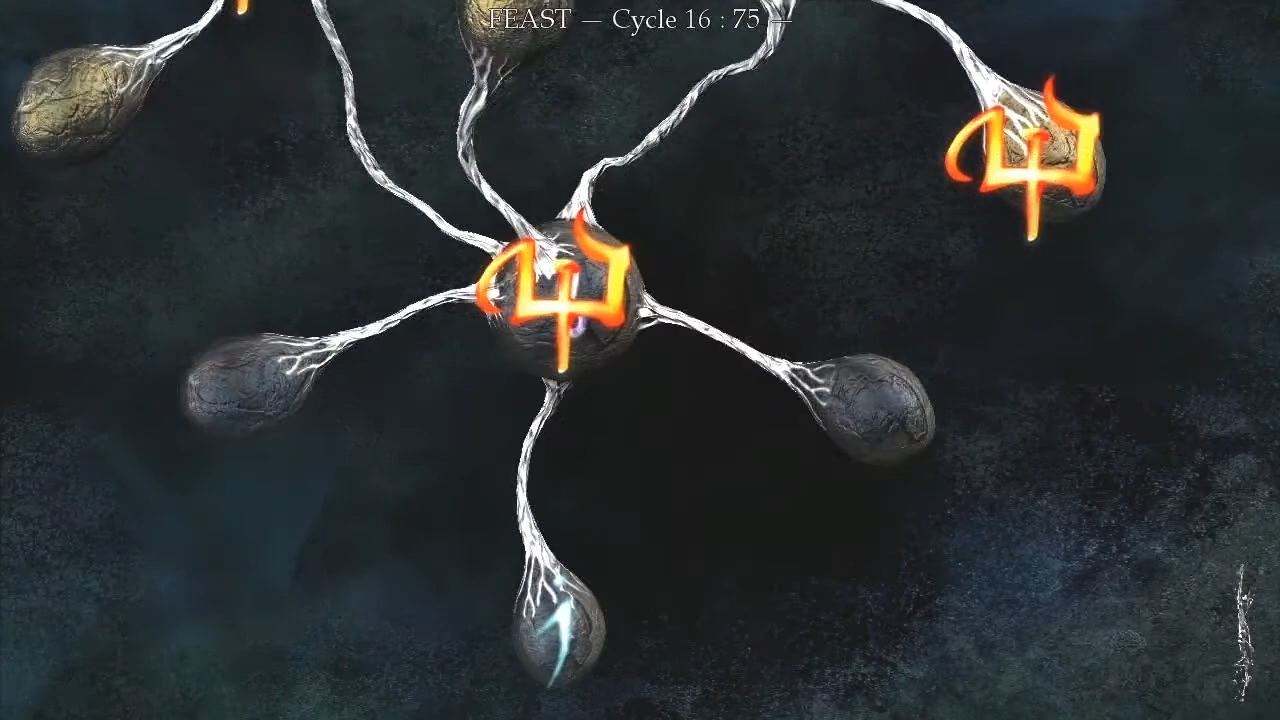 FEAST — Cycle 16 : 75 —